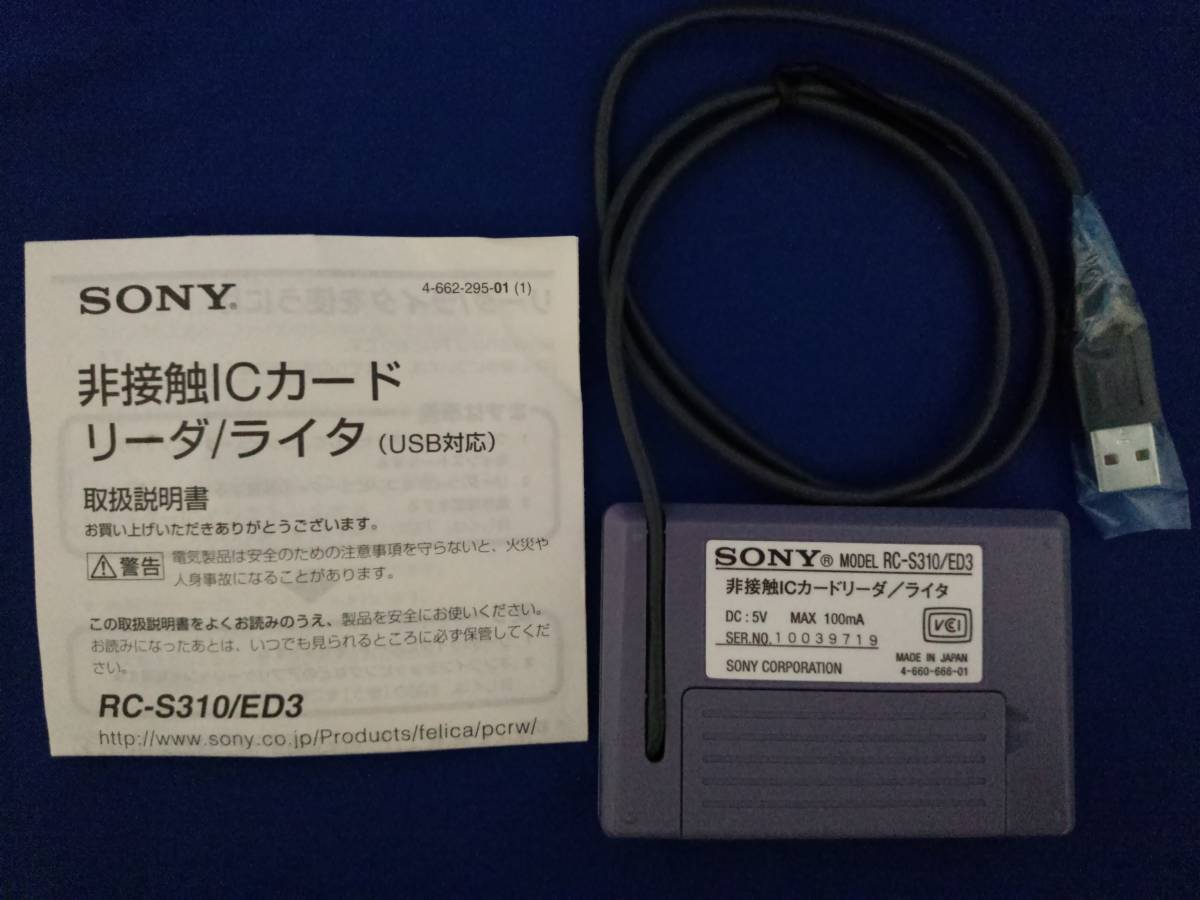 SONY®
4-662-295-01 (1)
非接触ICカード
リーダ/ライタ (USB対応)
取扱説明書
お買い上げいただきありがとうございます。
警告
電気製品は安全のための注意事項を守らないと、火災や
人身事故になることがあります。
この取扱説明書をよくお読みのうえ、製品を安全にお使いください。
お読みになったあとは、いつでも見られるところに必ず保管してくだ
さい。
RC-S310/ED3
http://www.sony.co.jp/Products/felica/pcrw/
SONY® MODEL RC-S310/ED3
非接触ICカードリーダ/ライタ
DC : 5V MAX 100mA
SER.NO. 10039719
VCI
SONY CORPORATION
MADE IN JAPAN
4-660-666-01